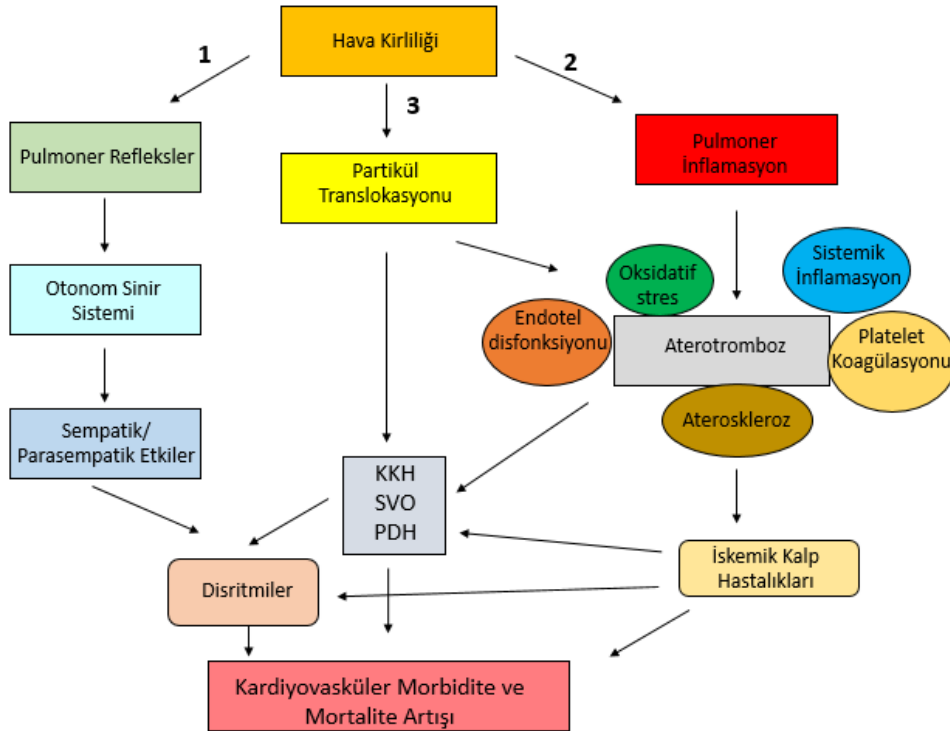 Hava Kirliliği
1
2
3
Pulmoner Refleksler
Partikül
Translokasyonu
Pulmoner
İnflamasyon
Otonom Sinir
Sistemi
Oksidatif
stres
Sistemik
İnflamasyon
Endotel
disfonksiyonu
Aterotromboz
Platelet
Koagülasyonu
Ateroskleroz
Sempatik/
Parasempatik Etkiler
KKH
SVO
PDH
Disritmiler
İskemik Kalp
Hastalıkları
Kardiyovasküler Morbidite ve
Mortalite Artışı